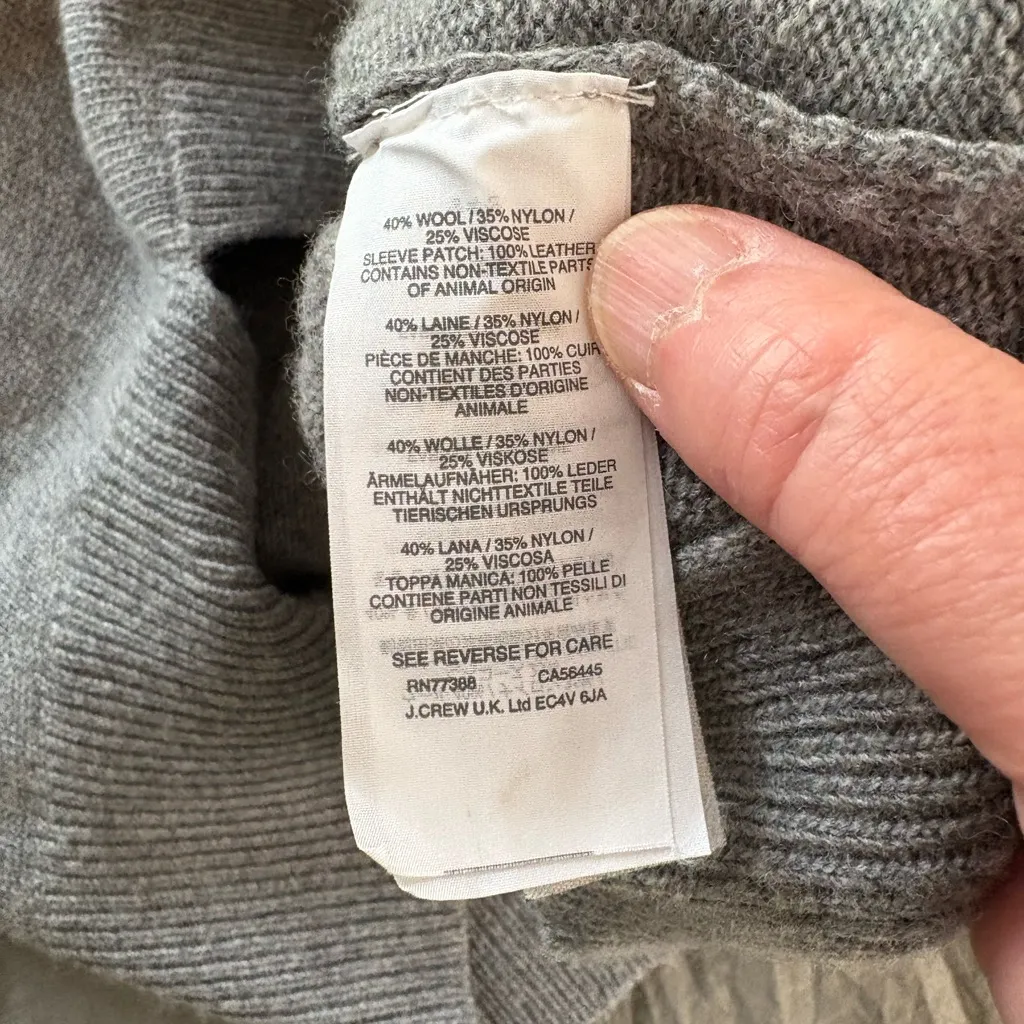 40% WOOL / 35% NYLON /
25% VISCOSE
SLEEVE PATCH: 100% LEATHER
CONTAINS NON-TEXTILE PARTS
OF ANIMAL ORIGIN
40% LAINE / 35% NYLON /
25% VISCOSE
PIÈCE DE MANCHE: 100% CUIR
CONTIENT DES PARTIES
NON-TEXTILES D'ORIGINE
ANIMALE
40% WOLLE / 35% NYLON /
25% VISKOSE
ÄRMELAUFNÄHER: 100% LEDER
ENTHÄLT NICHTTEXTILE TEILE
TIERISCHEN URSPRUNGS
40% LANA / 35% NYLON /
25% VISCOSA
TOPPA MANICA: 100% PELLE
CONTIENE PARTI NON TESSILI DI
ORIGINE ANIMALE
SEE REVERSE FOR CARE
RN77388 CA56445
J.CREW U.K. Ltd EC4V 6JA